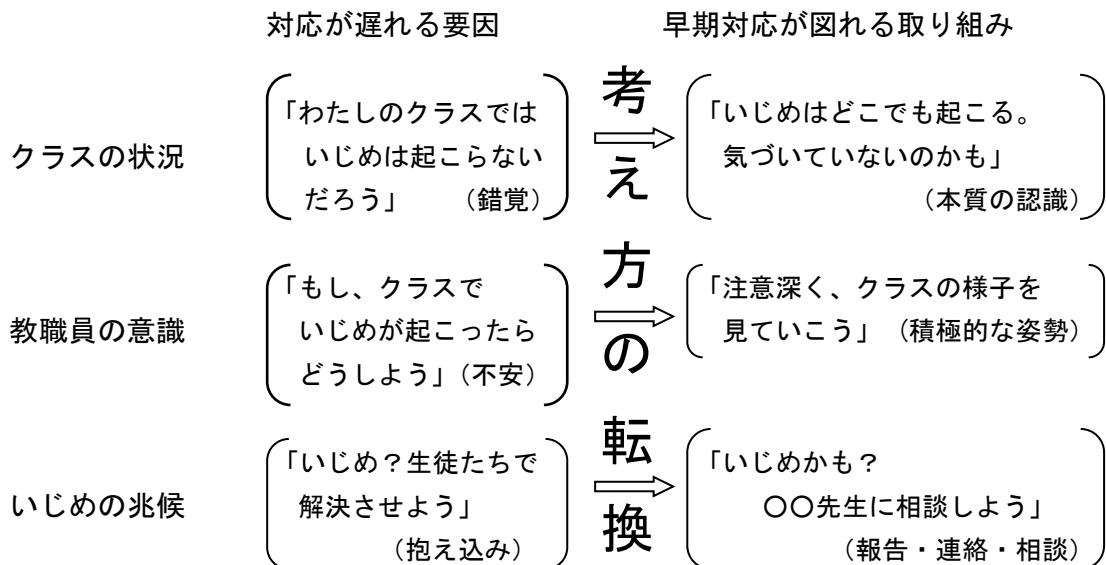 対応が遅れる要因
早期対応が図れる取り組み
クラスの状況
「わたしのクラスでは
いじめは起こらない
だろう」 （錯覚）
「いじめはどこでも起こる。
気づいていないのかも」
（本質の認識）
教職員の意識
「もし、クラスで
いじめが起こったら
どうしよう」（不安）
「注意深く、クラスの様子を
見ていこう」（積極的な姿勢）
いじめの兆候
「いじめ？生徒たちで
解決させよう」
（抱え込み）
「いじめかも？
○○先生に相談しよう」
（報告・連絡・相談）
考え方の転換